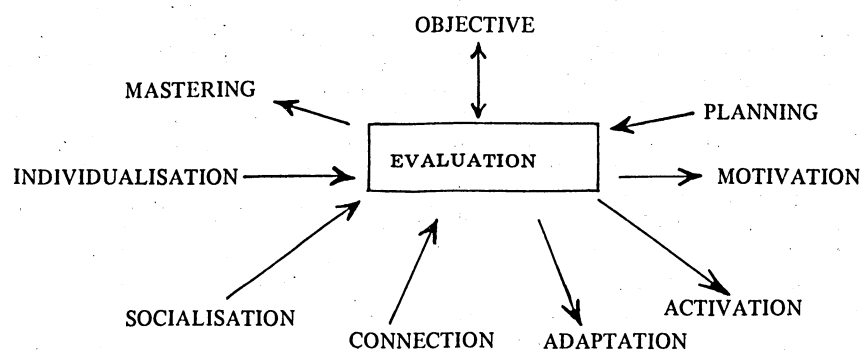 OBJECTIVE
MASTERING
PLANNING
EVALUATION
INDIVIDUALISATION
MOTIVATION
SOCIALISATION
ACTIVATION
CONNECTION
ADAPTATION